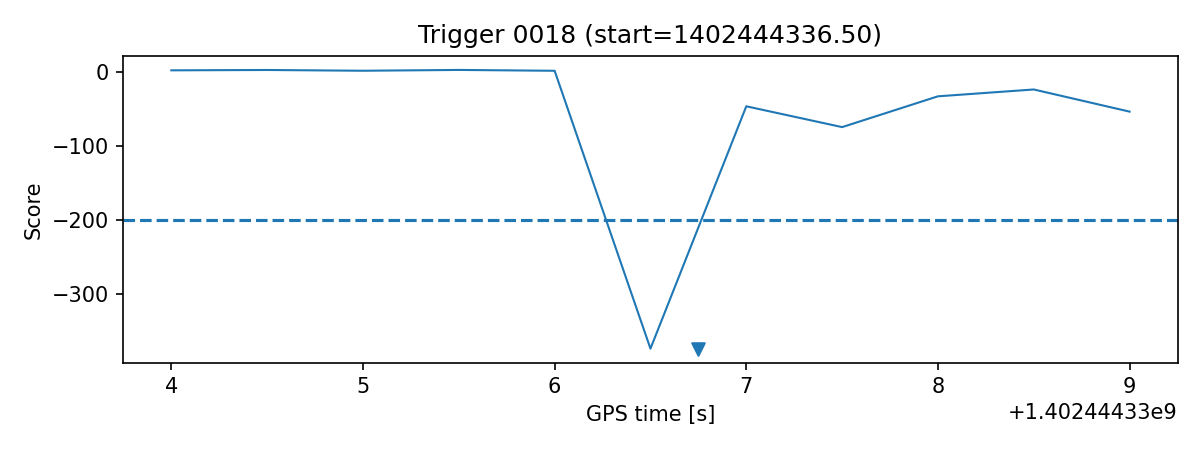 Trigger 0018 (start=1402444336.50)
0
−100
−200
−300
Score
4 5 6 7 8 9
GPS time [s]
+1.40244433e9